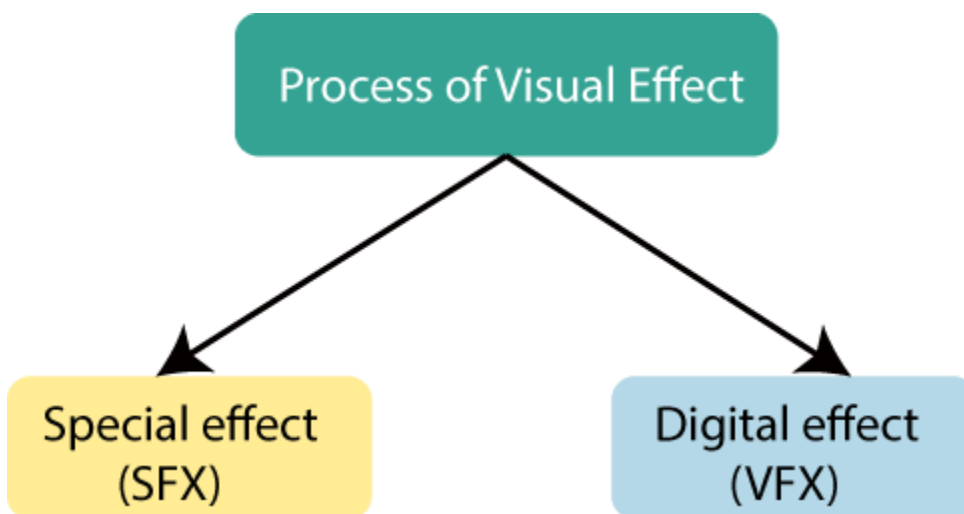 Process of Visual Effect
Special effect
(SFX)
Digital effect
(VFX)